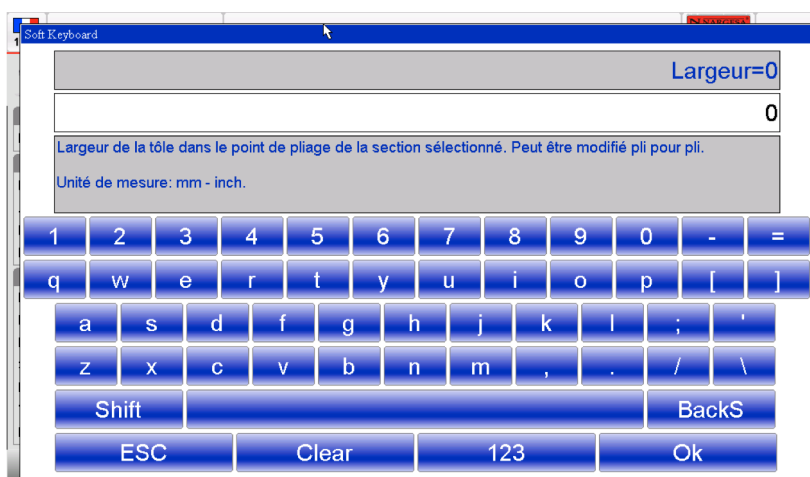 NARGESA
1
Soft Keyboard
Largeur=0
0
Largeur de la tôle dans le point de pliage de la section sélectionné. Peut être modifié pli pour pli.
Unité de mesure: mm - inch.
1 2 3 4 5 6 7 8 9 0 - =
q w e r t y u i o p [ ]
a s d f g h j k l ; '
z x c v b n m , . / \
Shift BackS
ESC Clear 123 Ok